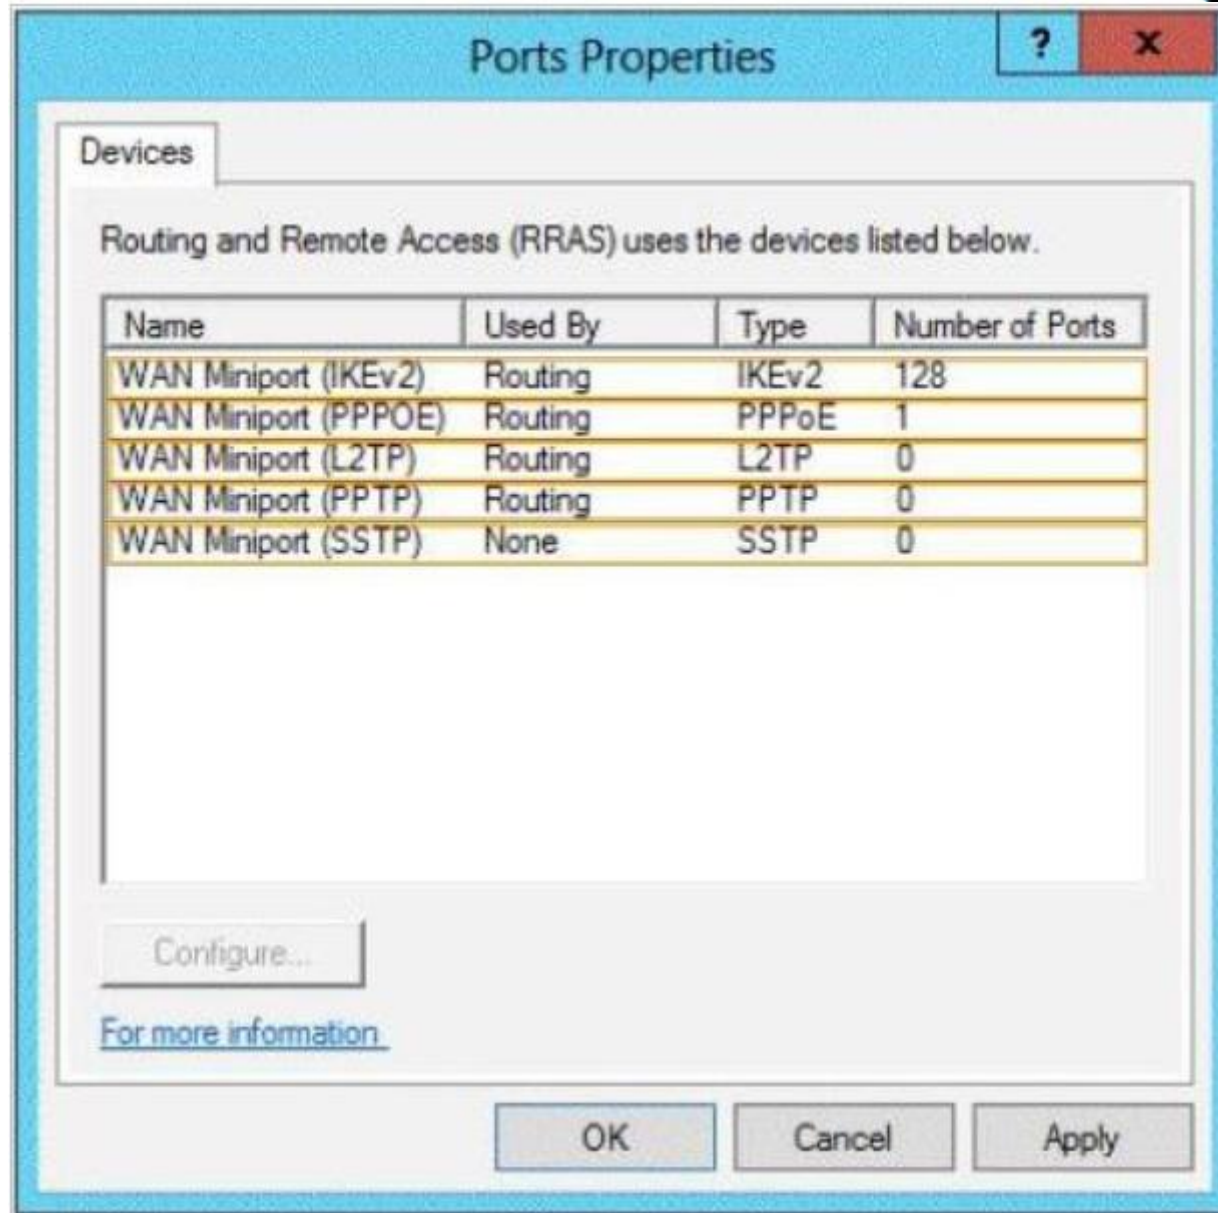 Ports Properties
? x
Devices
Routing and Remote Access (RRAS) uses the devices listed below.
Name Used By Type Number of Ports
WAN Miniport (IKEv2) Routing IKEv2 128
WAN Miniport (PPPOE) Routing PPPoE 1
WAN Miniport (L2TP) Routing L2TP 0
WAN Miniport (PPTP) Routing PPTP 0
WAN Miniport (SSTP) None SSTP 0
Configure...
For more information
OK Cancel Apply